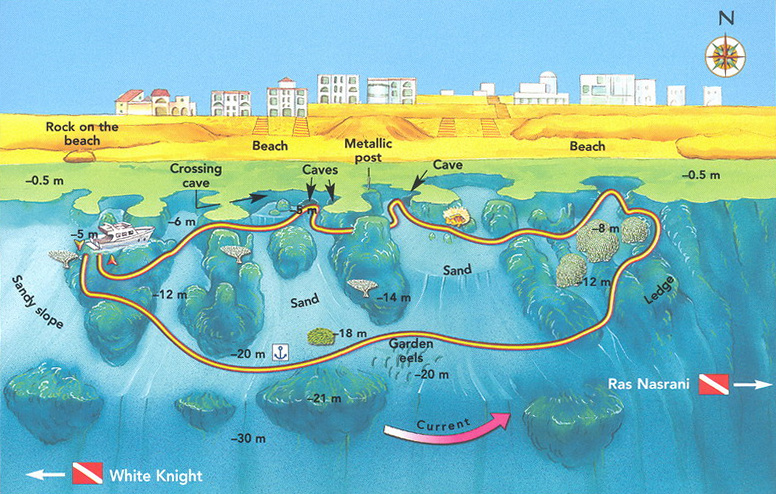 N
Rock on the
beach
Beach
Metallic
post
Beach
Crossing
cave
Caves
Cave
–0.5 m
–0.5 m
–5 m
–6 m
–8 m
–5 m
Sandy slope
–12 m
Sand
–14 m
Sand
–12 m
Ledge
–18 m
–20 m
Garden
eels
–20 m
–21 m
–30 m
Current
Ras Nasrani
White Knight